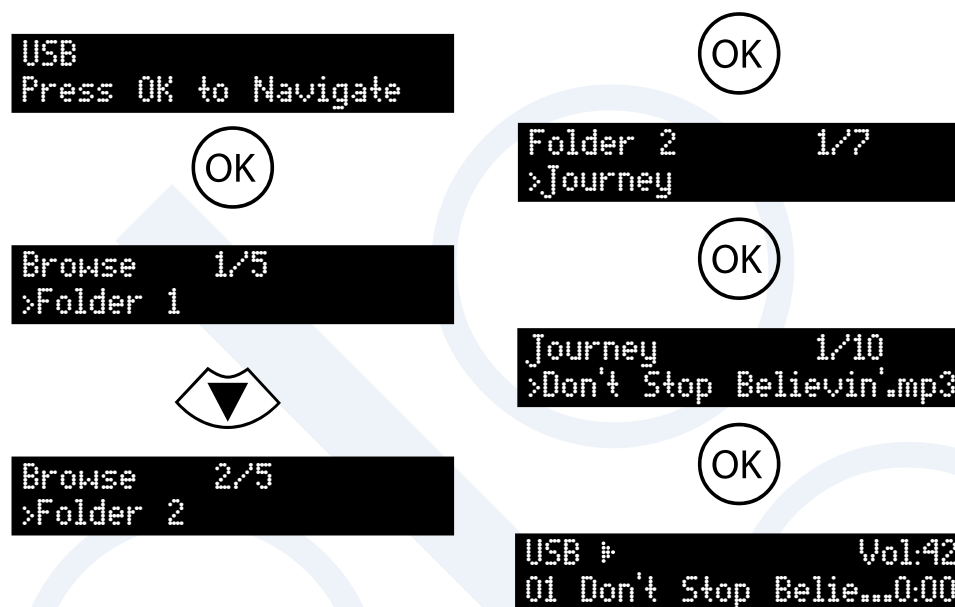 USB
Press OK to Navigate
OK
Browse 1/5
>Folder 1
Browse 2/5
>Folder 2
OK
Folder 2 1/7
>Journey
OK
Journey 1/10
>Don't Stop Believin'.mp3
OK
USB Vol:42
01 Don't Stop Belie...0:00